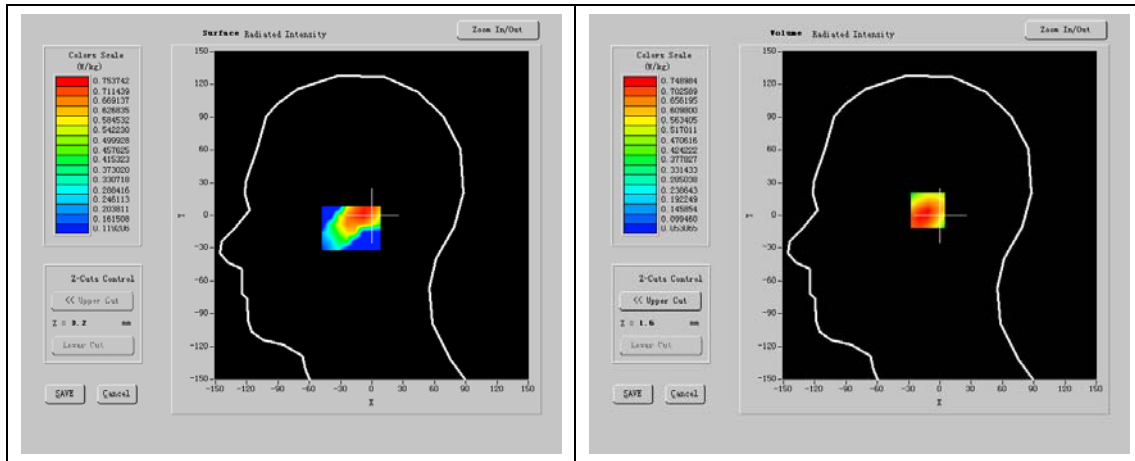 Surface Radiated Intensity
Zoom In/Out
Colors Scale
(W/kg)
0.753742
0.711439
0.669137
0.626835
0.584532
0.542230
0.499928
0.457625
0.415323
0.373020
0.330718
0.288416
0.246113
0.203811
0.161508
0.119206
150
120
90
60
30
0
-30
-60
-90
-120
-150
Y
-150 -120 -90 -60 -30 0 30 60 90 120 150
X
Z-Cuts Control
<< Upper Cut
Z = 3.2 mm
Lower Cut
SAVE Cancel
Volume Radiated Intensity
Zoom In/Out
Colors Scale
(W/kg)
0.748984
0.702589
0.656195
0.609800
0.563405
0.517011
0.470616
0.424222
0.377827
0.331433
0.285038
0.238643
0.192249
0.145854
0.099460
0.053065
150
120
90
60
30
0
-30
-60
-90
-120
-150
Y
-150 -120 -90 -60 -30 0 30 60 90 120 150
X
Z-Cuts Control
<< Upper Cut
Z = 1.6 mm
Lower Cut
SAVE Cancel